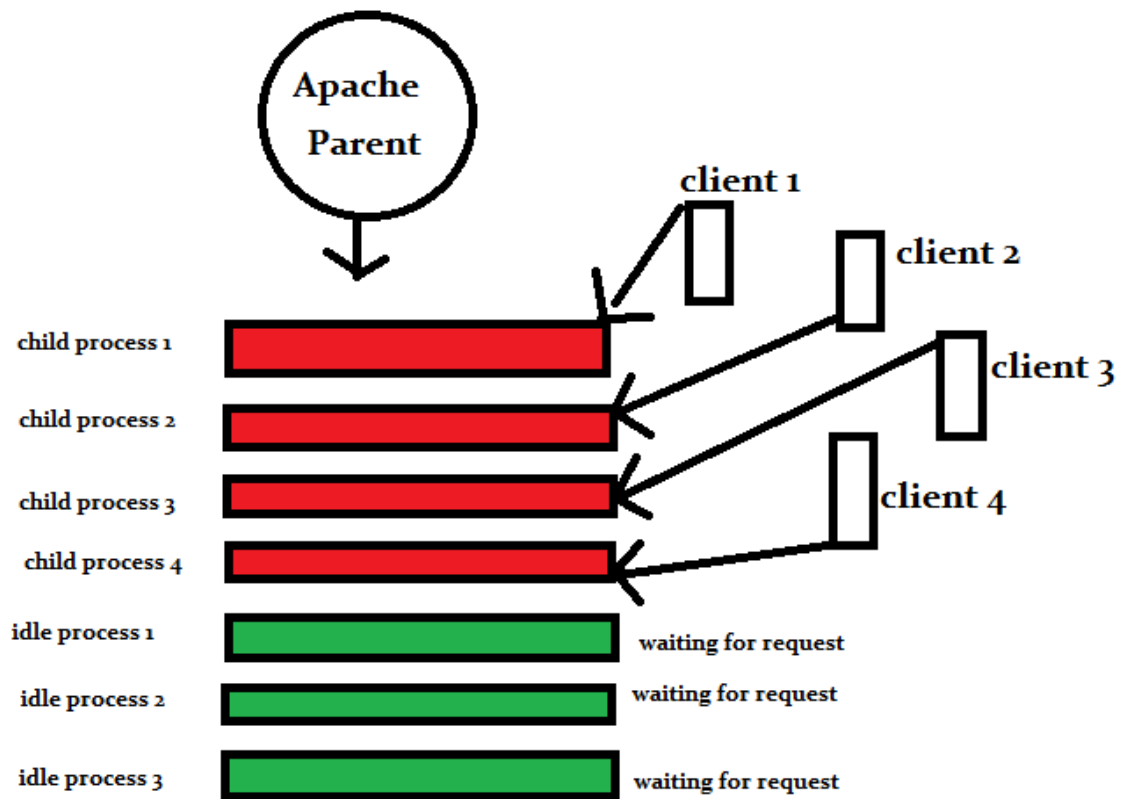 Apache
Parent
client 1
client 2
client 3
client 4
child process 1
child process 2
child process 3
child process 4
idle process 1
waiting for request
idle process 2
waiting for request
idle process 3
waiting for request